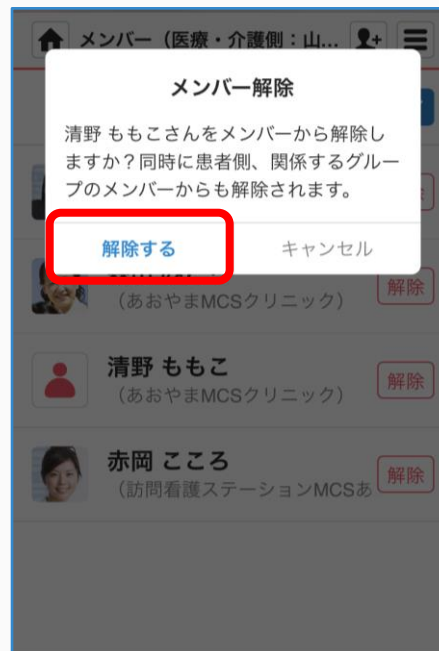 メンバー（医療・介護側：山...
メンバー解除
清野 ももこさんをメンバーから解除し
ますか？同時に患者側、関係するグルー
プのメンバーからも解除されます。
解除する
キャンセル
（あおやまMCSクリニック）
解除
清野 ももこ
（あおやまMCSクリニック）
解除
赤岡 こころ
（訪問看護ステーションMCSあ
解除